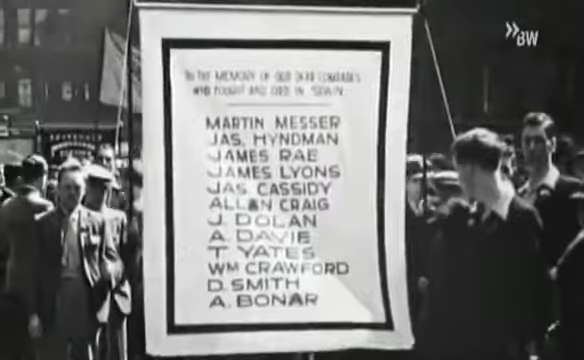 TO THE MEMORY OF OUR DEAR COMRADES
WHO FOUGHT AND DIED IN SPAIN
MARTIN MESSER
JAS. HYNDMAN
JAMES RAE
JAMES LYONS
JAS CASSIDY
ALLAN CRAIG
J. DOLAN
A. DAVIE
T YATES
WM CRAWFORD
D. SMITH
A. BONAR
BW